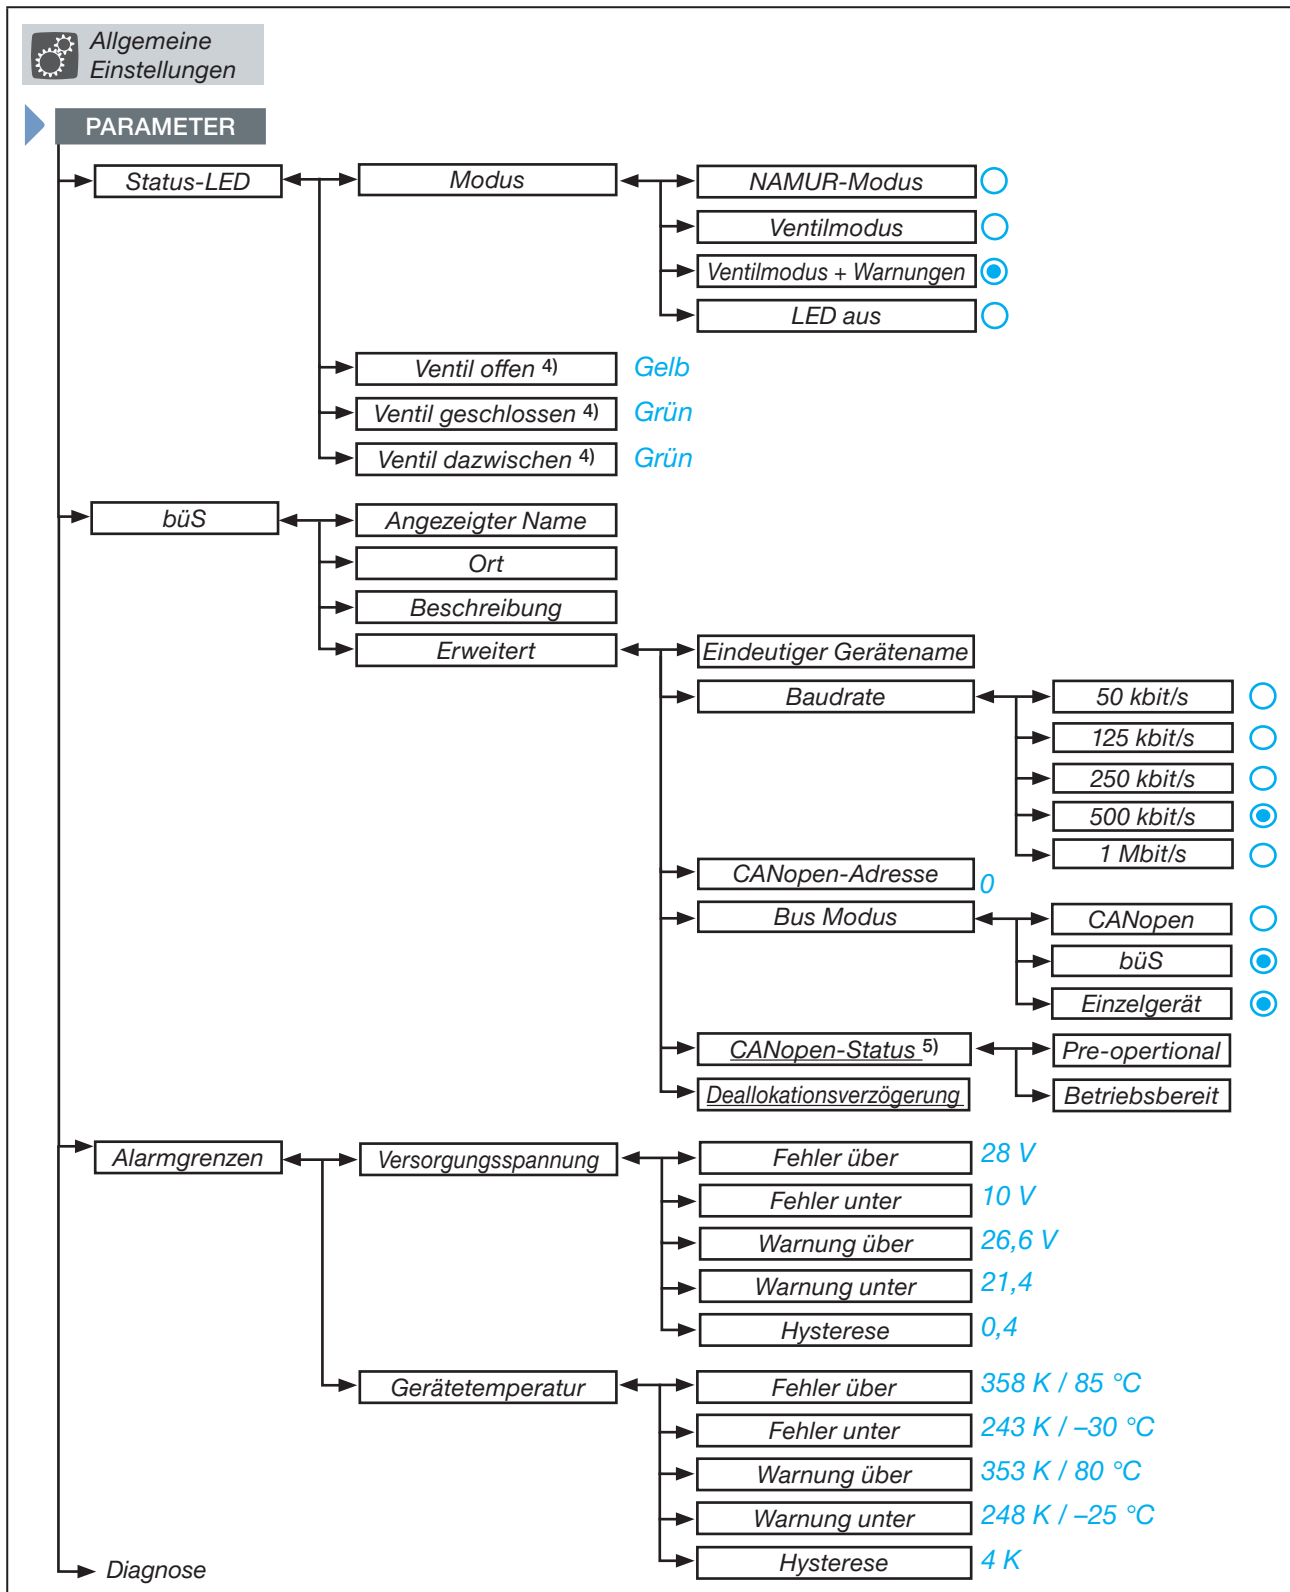 Allgemeine
Einstellungen
PARAMETER
Status-LED
Modus
NAMUR-Modus
Ventilmodus
Ventilmodus + Warnungen
LED aus
Ventil offen 4) Gelb
Ventil geschlossen 4) Grün
Ventil dazwischen 4) Grün
büS
Angezeigter Name
Ort
Beschreibung
Erweitert
Eindeutiger Gerätename
Baudrate
50 kbit/s
125 kbit/s
250 kbit/s
500 kbit/s
1 Mbit/s
CANopen-Adresse 0
Bus Modus
CANopen
büS
Einzelgerät
CANopen-Status 5)
Pre-opertional
Betriebsbereit
Deallokationsverzögerung
Alarmgrenzen
Versorgungsspannung
Fehler über 28 V
Fehler unter 10 V
Warnung über 26,6 V
Warnung unter 21,4
Hysterese 0,4
Gerätetemperatur
Fehler über 358 K / 85 °C
Fehler unter 243 K / –30 °C
Warnung über 353 K / 80 °C
Warnung unter 248 K / –25 °C
Hysterese 4 K
Diagnose